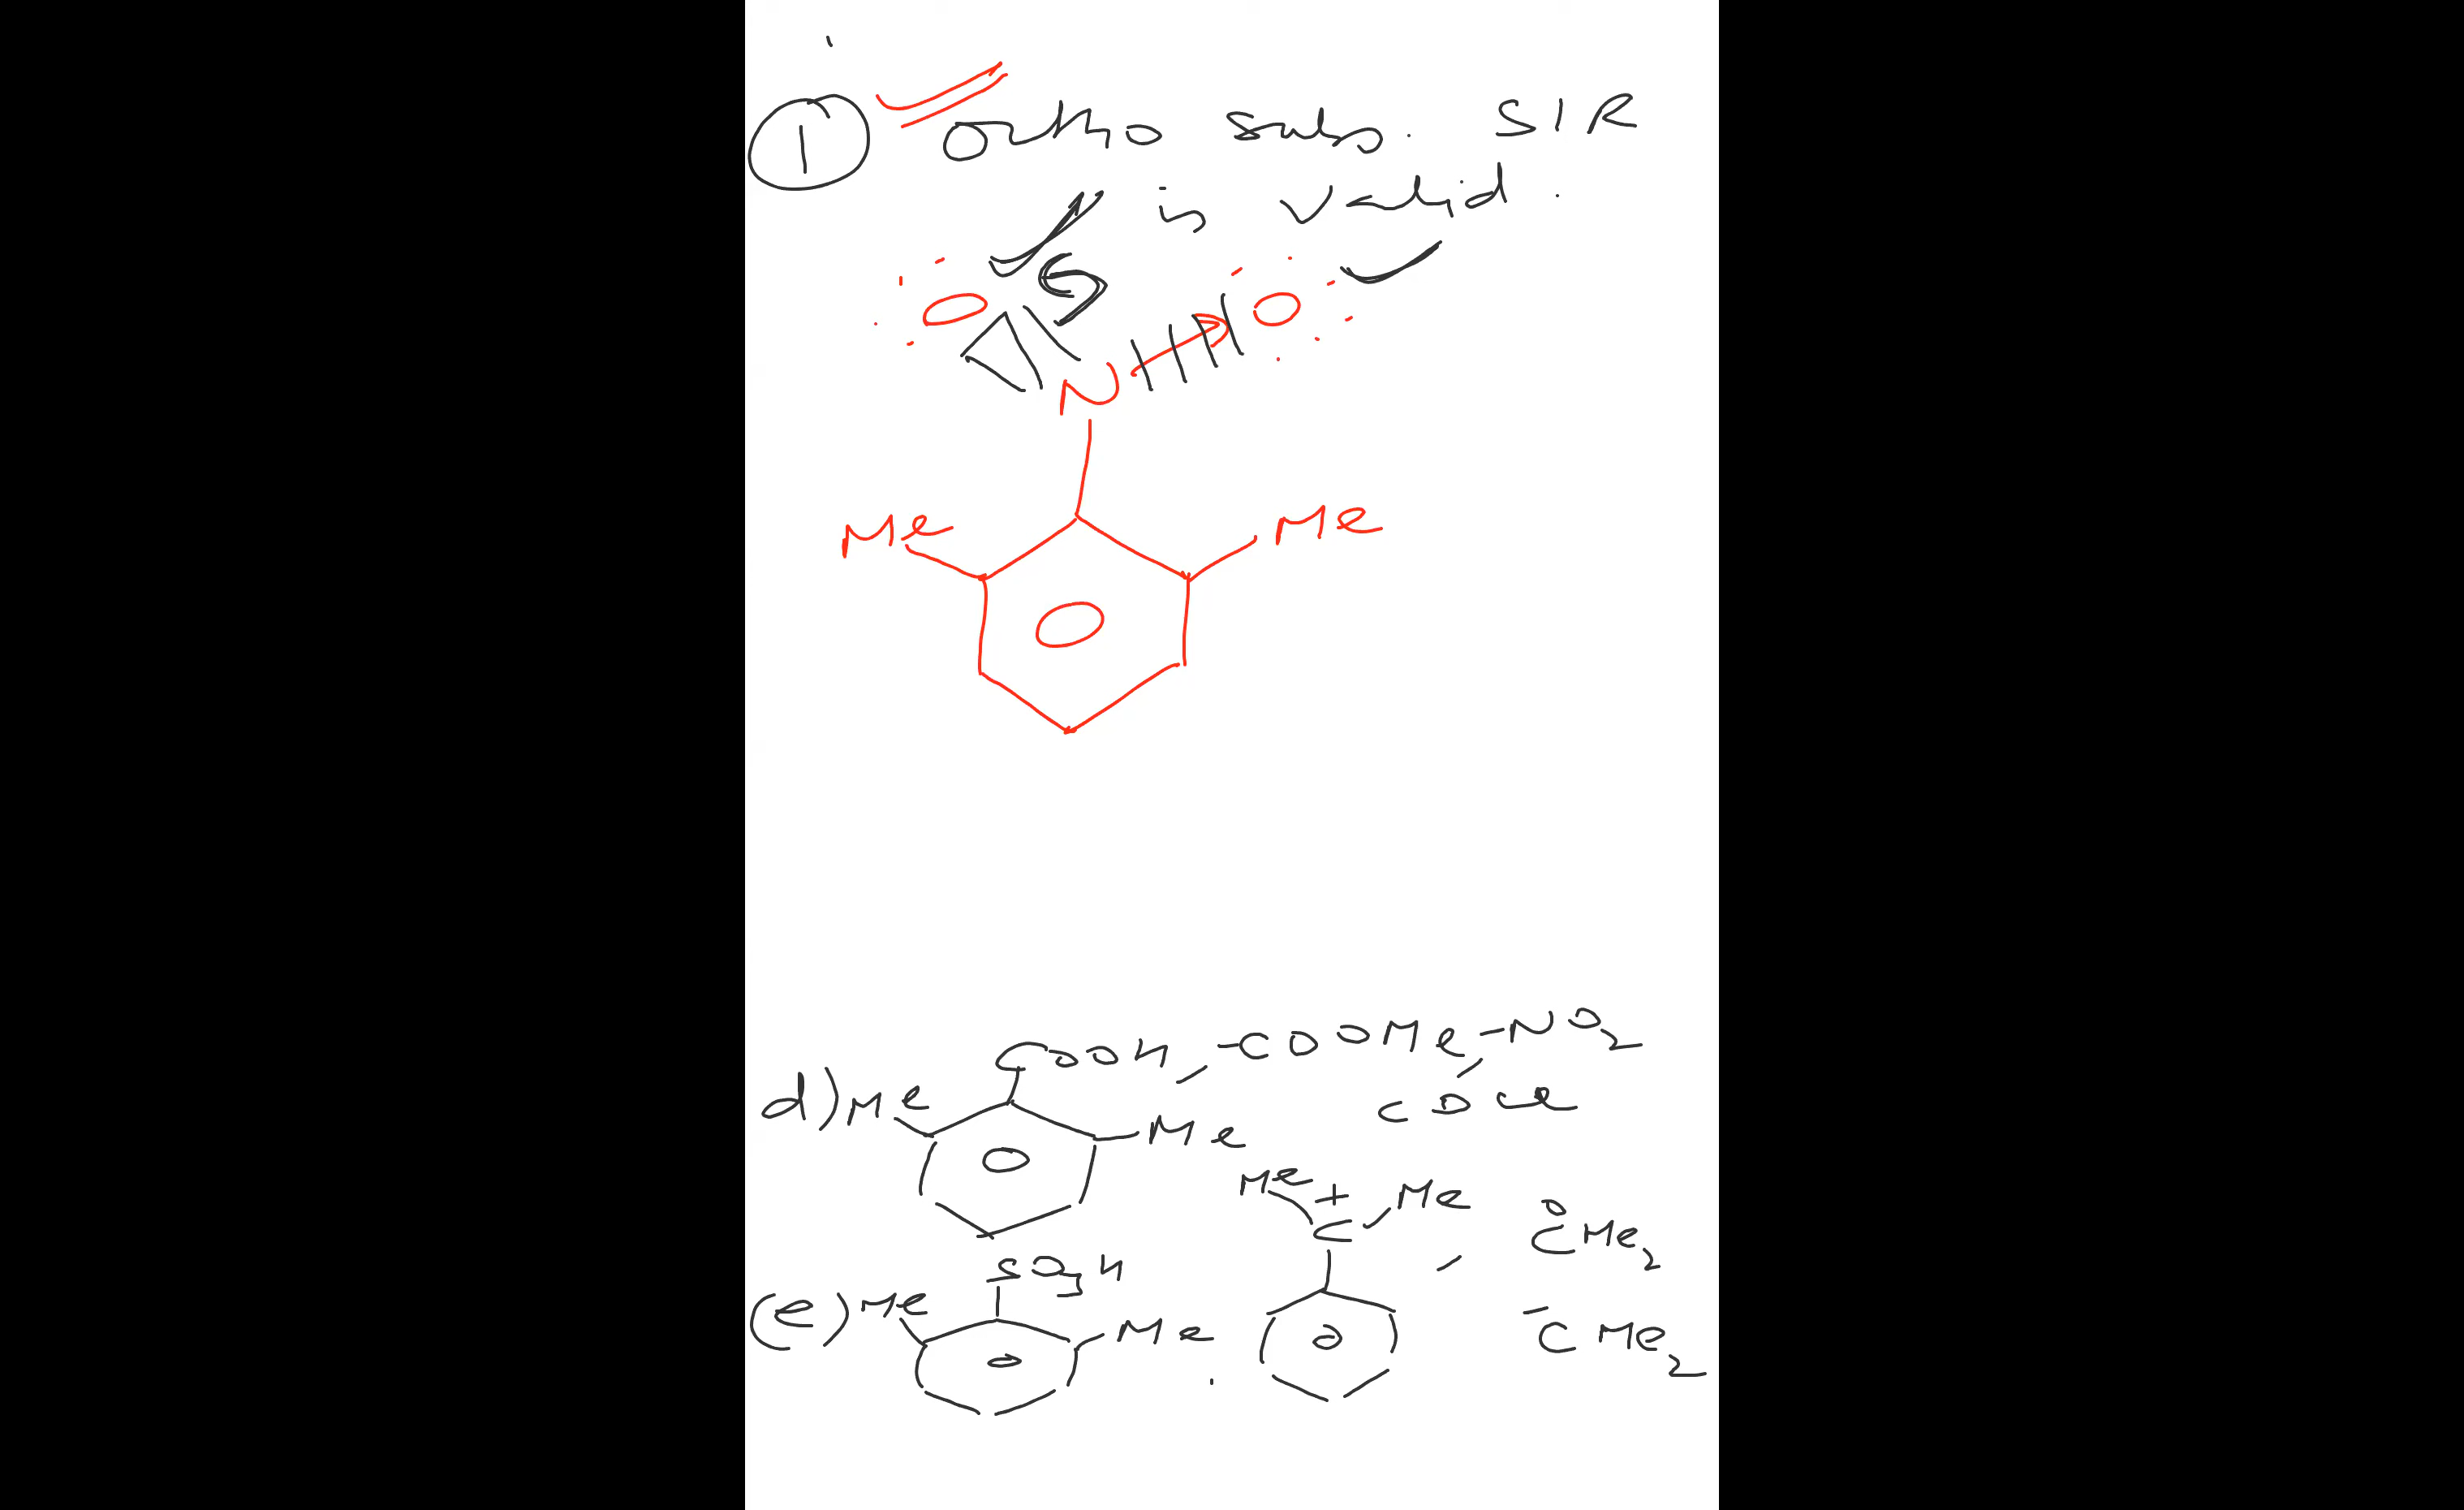 ① Ortho subs. SIR
is valid.
O N O
Me Me
COOH, -COOMe, -NO2
d) Me Me COCl
Me + Me
C , CMe2
SO3H
(e) Me Me CMe2